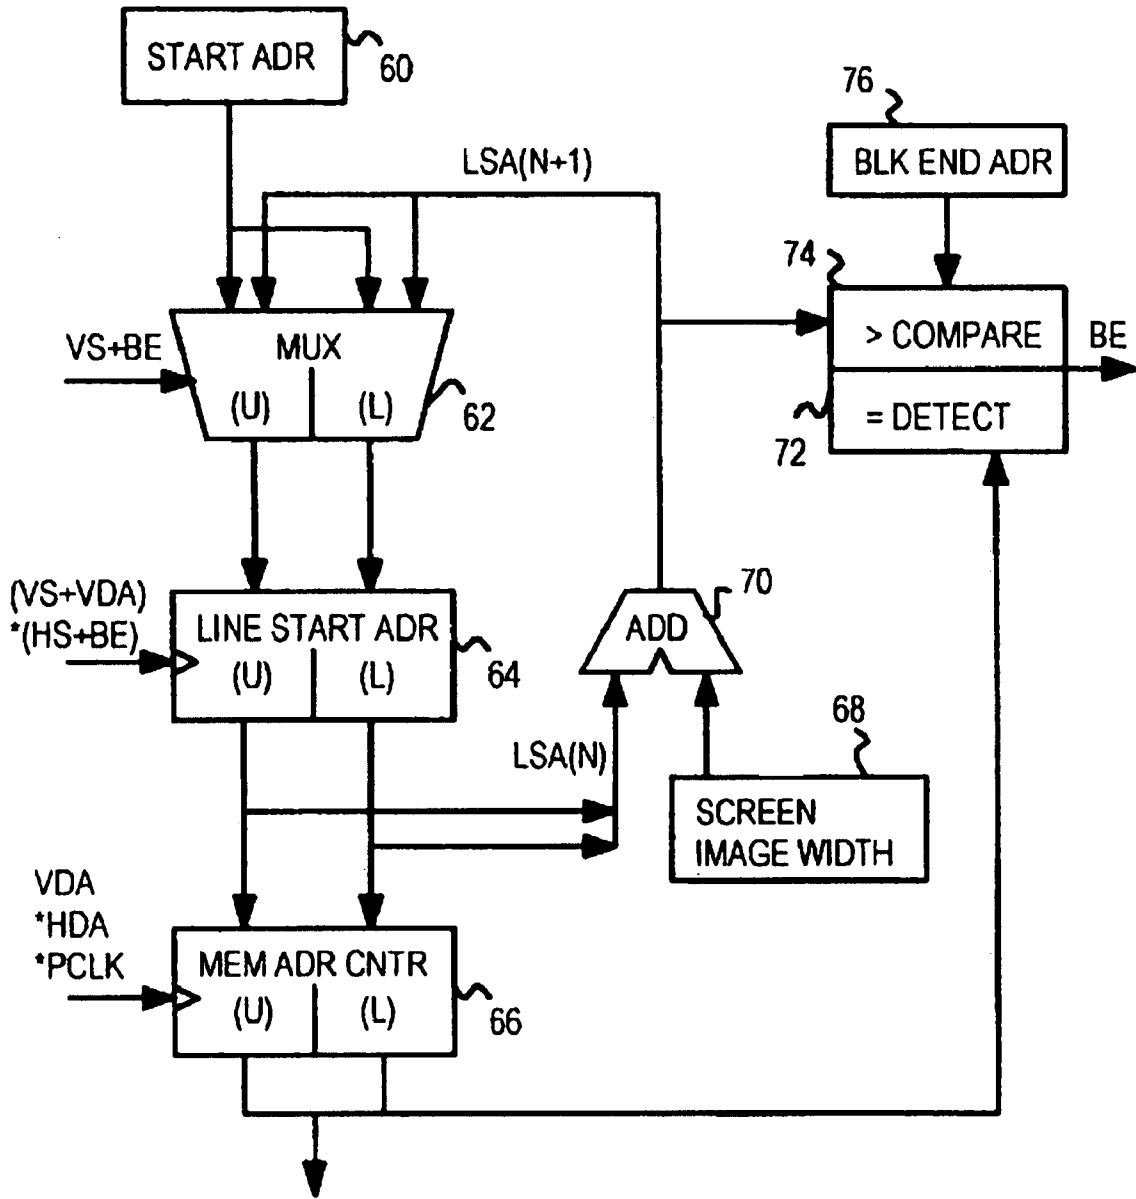 START ADR
60
76
LSA(N+1)
BLK END ADR
74
VS+BE
MUX
> COMPARE
BE
(U) (L)
62
= DETECT
72
70
(VS+VDA)
*(HS+BE)
LINE START ADR
ADD
(U) (L)
64
68
LSA(N)
SCREEN
IMAGE WIDTH
VDA
*HDA
*PCLK
MEM ADR CNTR
(U) (L)
66